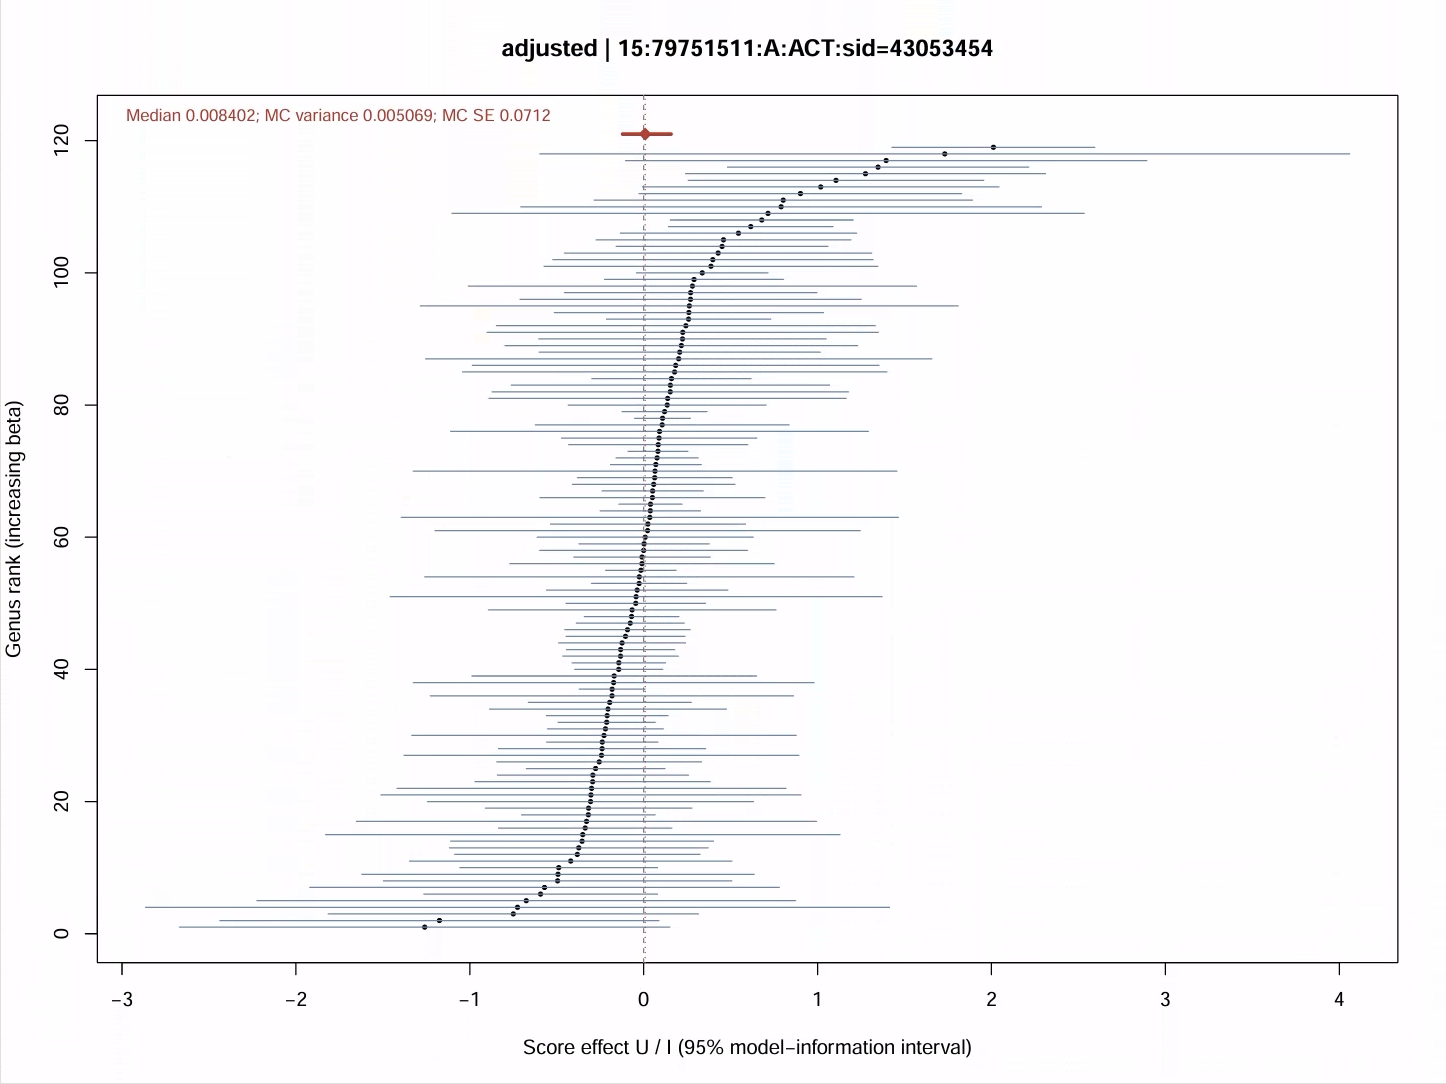 adjusted | 15:79751511:A:ACT:sid=43053454
Median 0.008402; MC variance 0.005069; MC SE 0.0712
Genus rank (increasing beta)
120
100
80
60
40
20
0
−3 −2 −1 0 1 2 3 4
Score effect U / I (95% model−information interval)